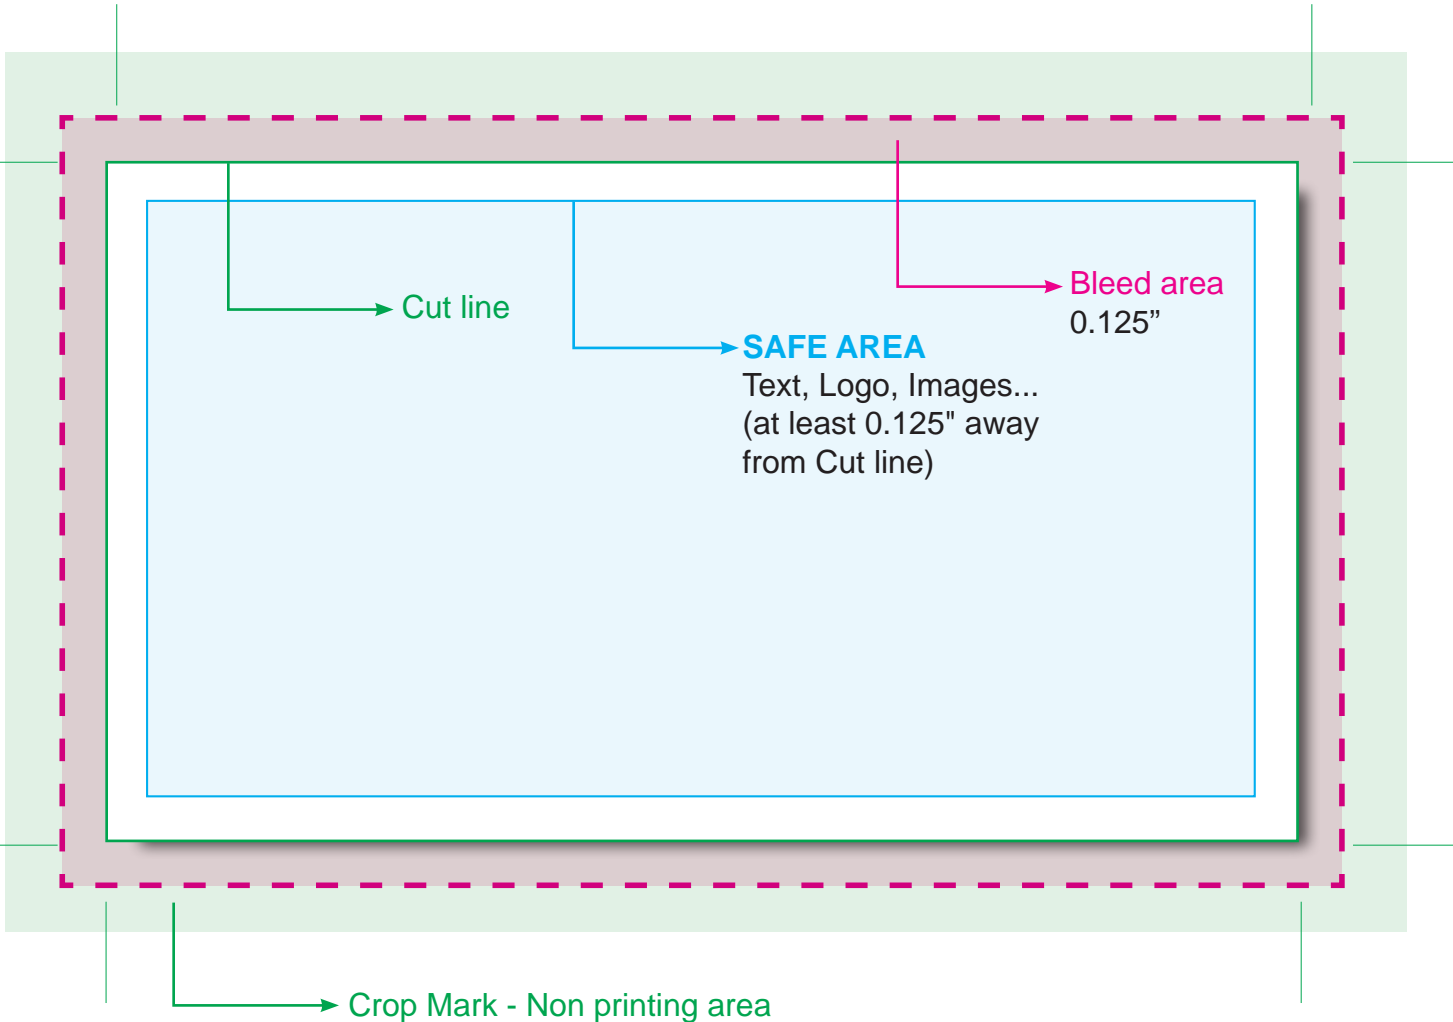 Cut line
Bleed area
0.125”
SAFE AREA
Text, Logo, Images...
(at least 0.125" away
from Cut line)
Crop Mark - Non printing area